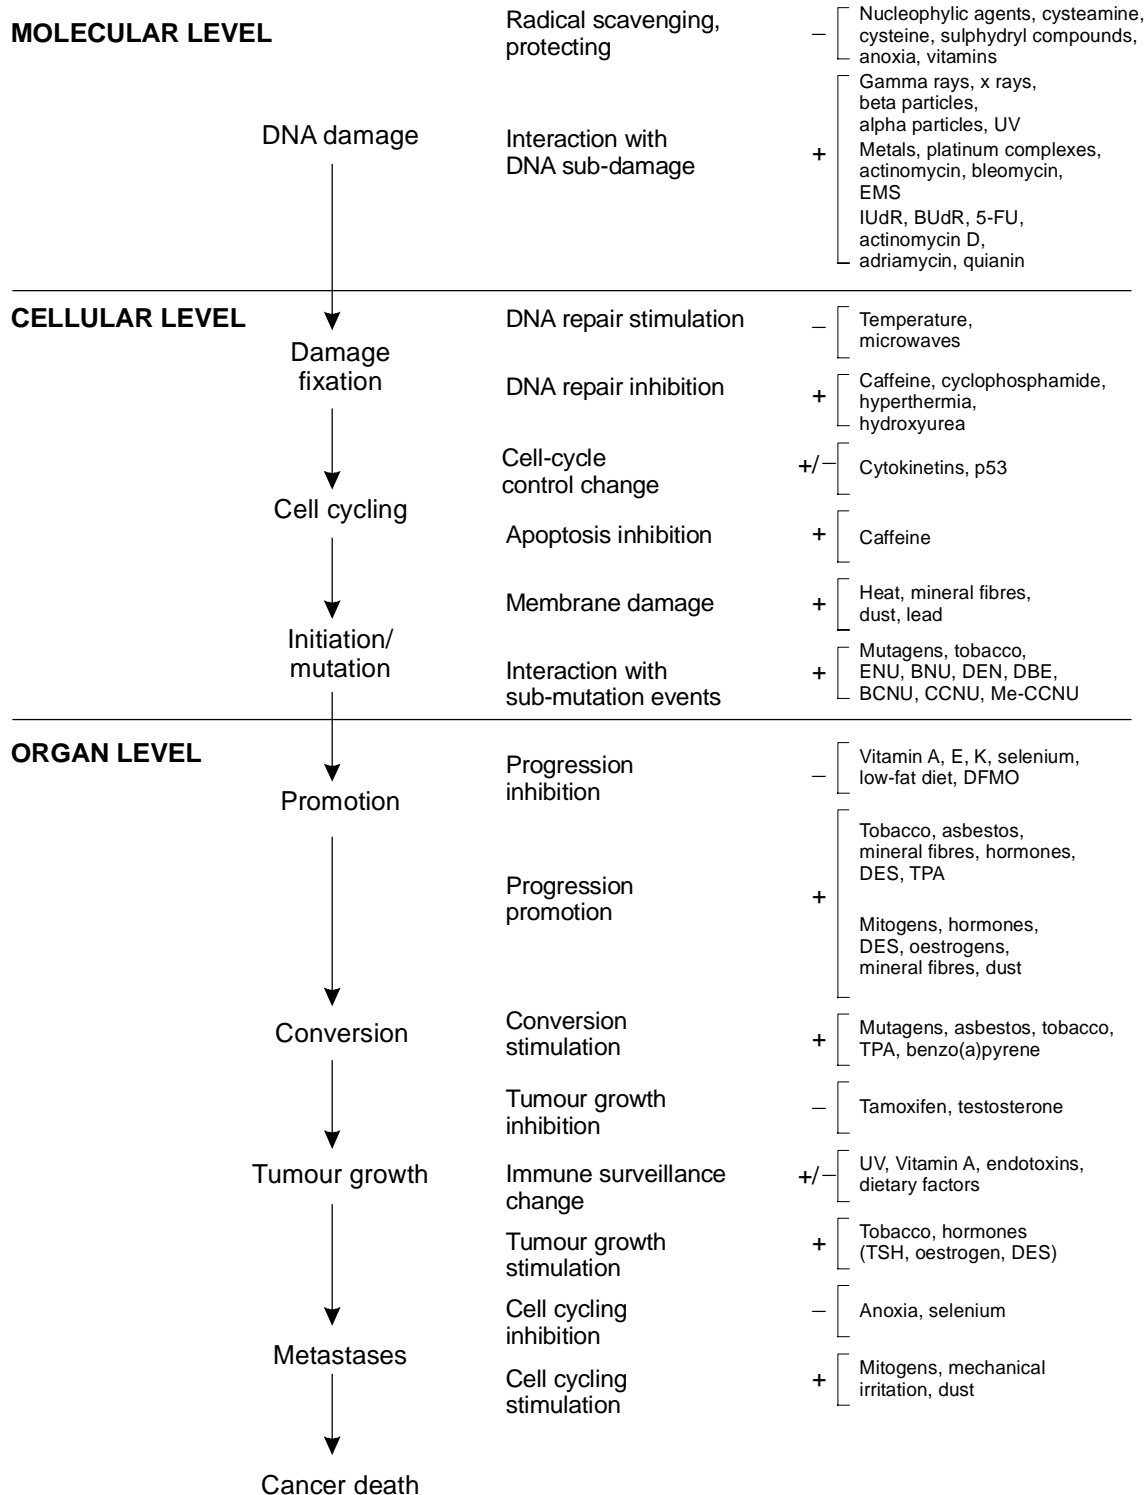 MOLECULAR LEVEL
Radical scavenging,
protecting
–
Nucleophylic agents, cysteamine,
cysteine, sulphydryl compounds,
anoxia, vitamins
DNA damage
Interaction with
DNA sub-damage
+
Gamma rays, x rays,
beta particles,
alpha particles, UV
Metals, platinum complexes,
actinomycin, bleomycin,
EMS
IUdR, BUdR, 5-FU,
actinomycin D,
adriamycin, quianin
CELLULAR LEVEL
DNA repair stimulation
–
Temperature,
microwaves
Damage
fixation
DNA repair inhibition
+
Caffeine, cyclophosphamide,
hyperthermia,
hydroxyurea
Cell-cycle
control change
+/–
Cytokinetins, p53
Cell cycling
Apoptosis inhibition
+
Caffeine
Membrane damage
+
Heat, mineral fibres,
dust, lead
Initiation/
mutation
Interaction with
sub-mutation events
+
Mutagens, tobacco,
ENU, BNU, DEN, DBE,
BCNU, CCNU, Me-CCNU
ORGAN LEVEL
Progression
inhibition
–
Vitamin A, E, K, selenium,
low-fat diet, DFMO
Promotion
Progression
promotion
+
Tobacco, asbestos,
mineral fibres, hormones,
DES, TPA
Mitogens, hormones,
DES, oestrogens,
mineral fibres, dust
Conversion
Conversion
stimulation
+
Mutagens, asbestos, tobacco,
TPA, benzo(a)pyrene
Tumour growth
inhibition
–
Tamoxifen, testosterone
Tumour growth
Immune surveillance
change
+/–
UV, Vitamin A, endotoxins,
dietary factors
Tumour growth
stimulation
+
Tobacco, hormones
(TSH, oestrogen, DES)
Cell cycling
inhibition
–
Anoxia, selenium
Metastases
Cell cycling
stimulation
+
Mitogens, mechanical
irritation, dust
Cancer death